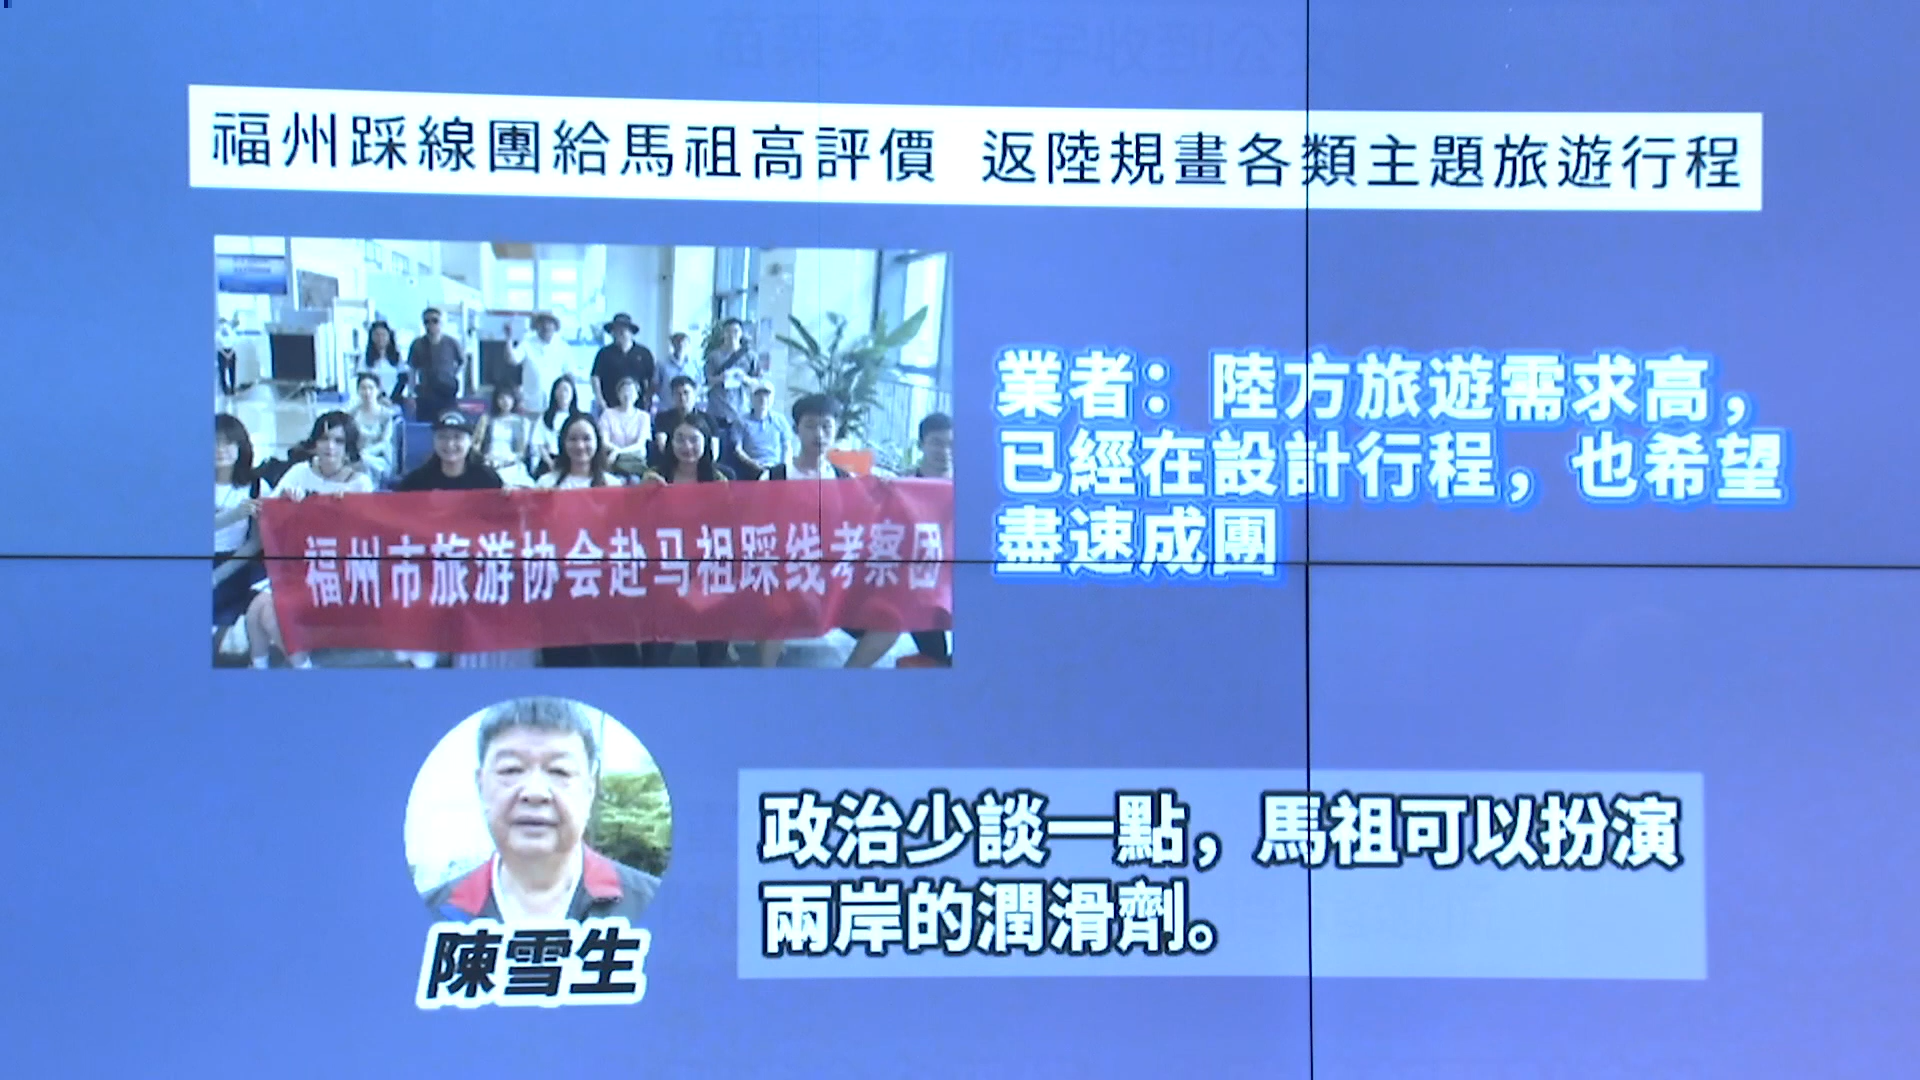 福州踩線團給馬祖高評價 返陸規畫各類主題旅遊行程
業者：陸方旅遊需求高，
已經在設計行程，也希望
盡速成團
福州市旅游协会赴马祖踩线考察团
政治少談一點，馬祖可以扮演
兩岸的潤滑劑。
陳雪生